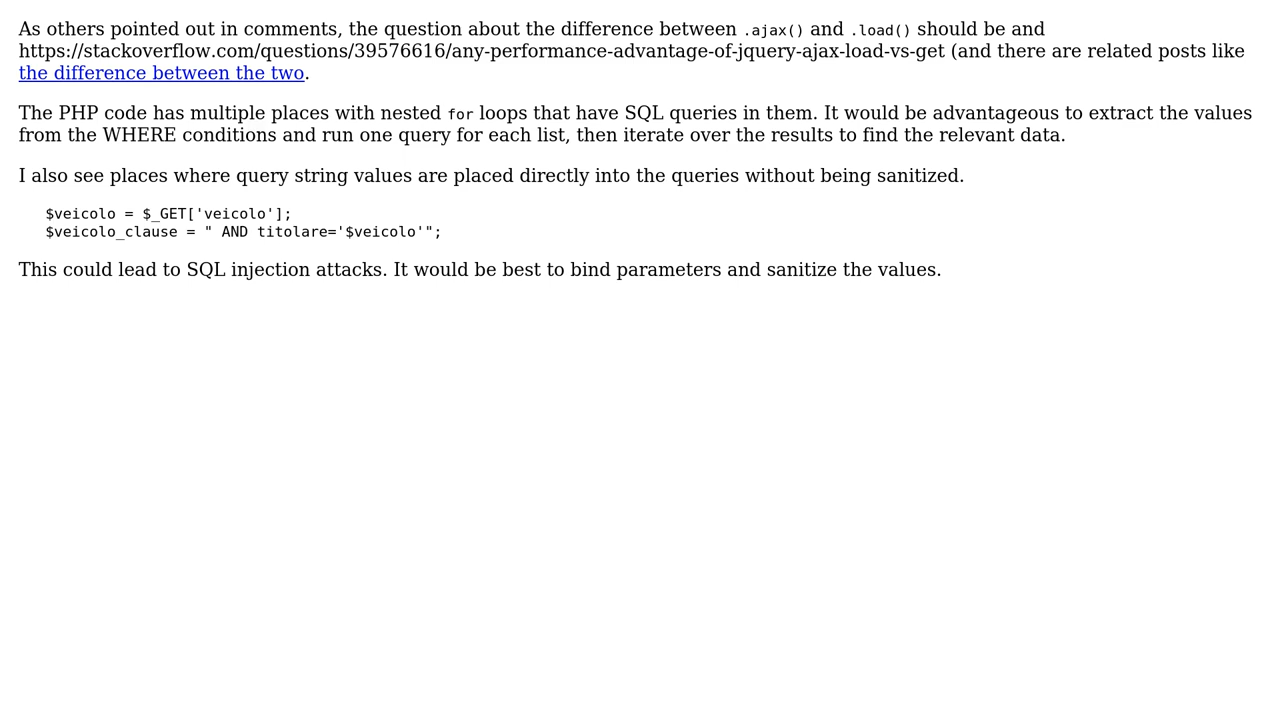 As others pointed out in comments, the question about the difference between .ajax() and .load() should be and
https://stackoverflow.com/questions/39576616/any-performance-advantage-of-jquery-ajax-load-vs-get (and there are related posts like
the difference between the two.
The PHP code has multiple places with nested for loops that have SQL queries in them. It would be advantageous to extract the values
from the WHERE conditions and run one query for each list, then iterate over the results to find the relevant data.
I also see places where query string values are placed directly into the queries without being sanitized.
$veicolo = $_GET['veicolo'];
$veicolo_clause = " AND titolare='$veicolo'";
This could lead to SQL injection attacks. It would be best to bind parameters and sanitize the values.